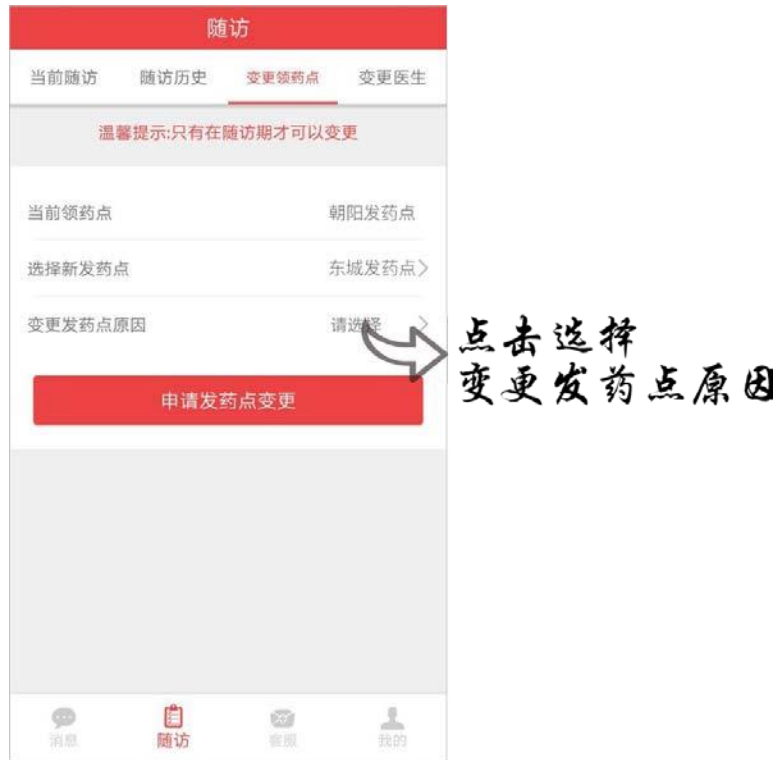 随访
当前随访 随访历史 变更领药点 变更医生
温馨提示:只有在随访期才可以变更
当前领药点 朝阳发药点
选择新发药点 东城发药点
变更发药点原因 请选择
点击选择
变更发药点原因
申请发药点变更
消息 随访 客服 我的